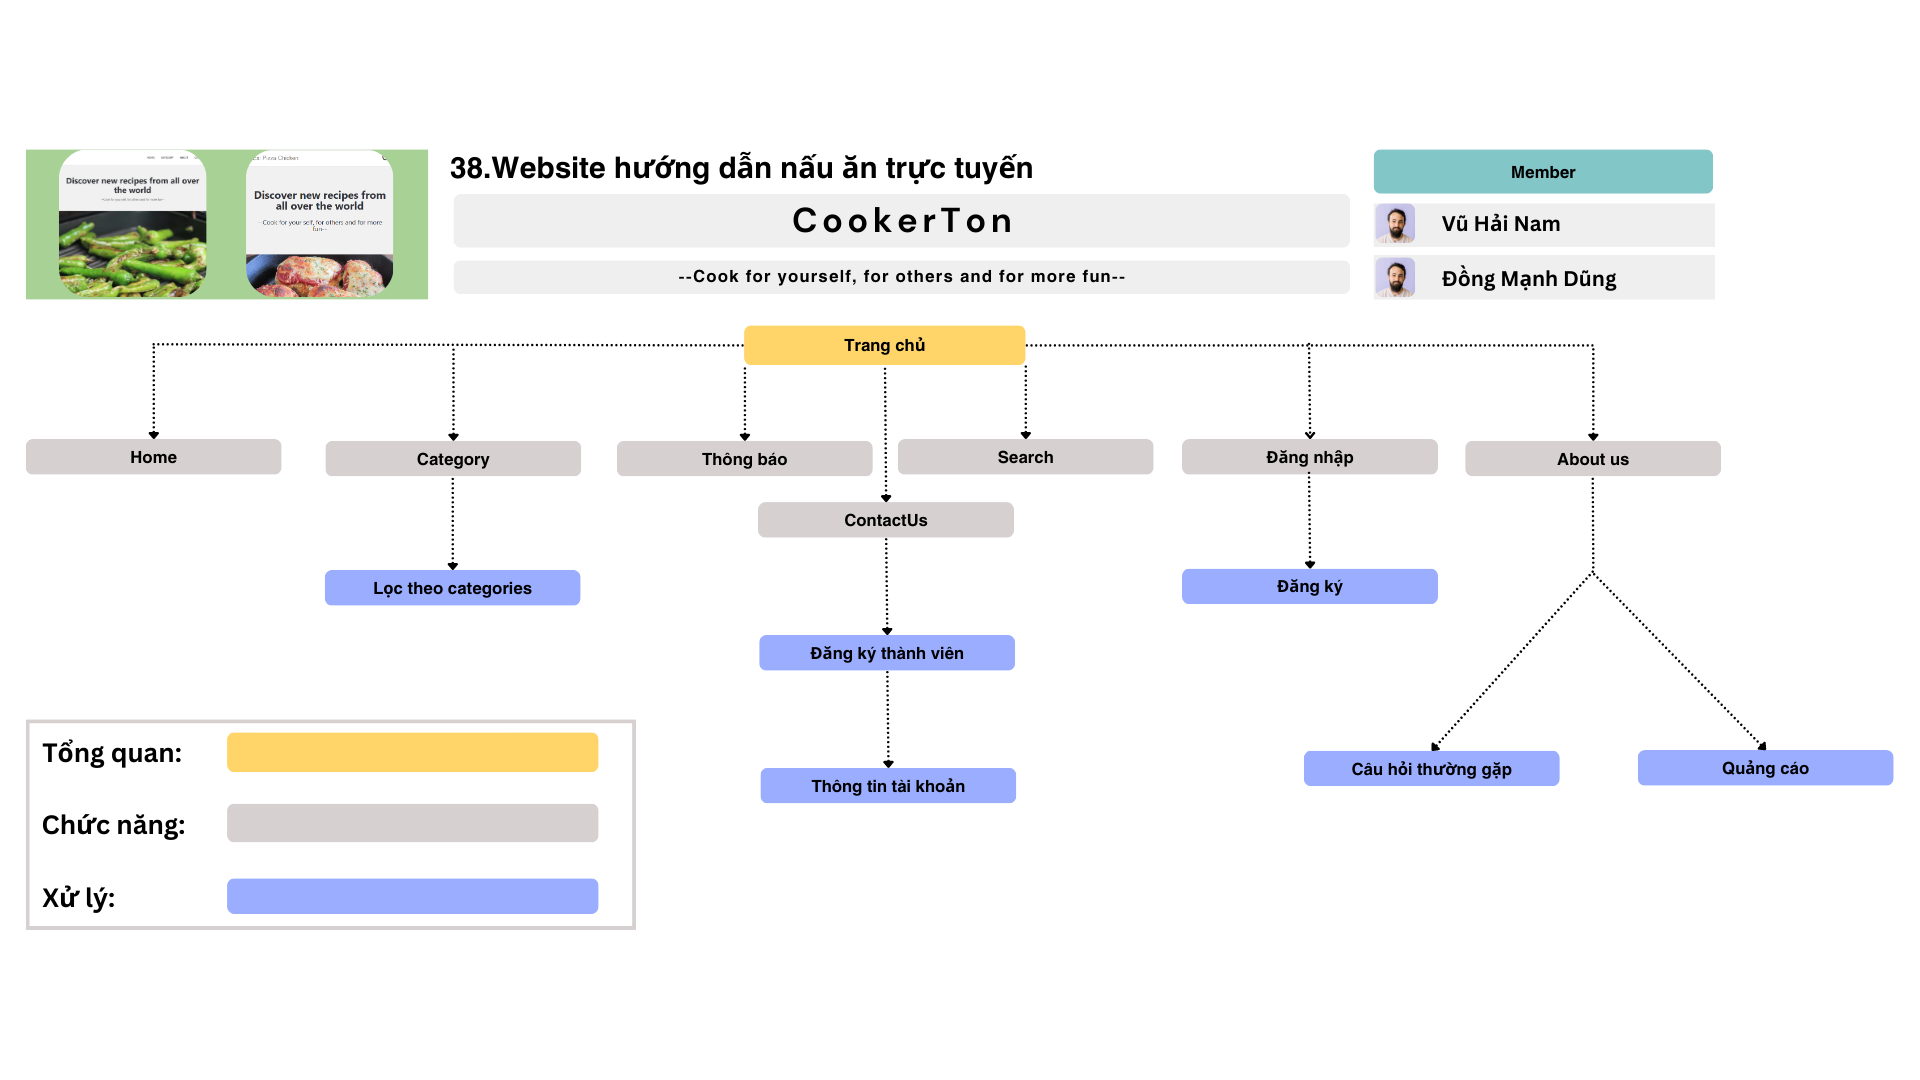 Discover new recipes from all over
the world
Ex. Pizza Chicken
Discover new recipes from
all over the world
--Cook for your self, for others and for more
fun--
38.Website hướng dẫn nấu ăn trực tuyến
CookerTon
--Cook for yourself, for others and for more fun--
Member
Vũ Hải Nam
Đồng Mạnh Dũng
Trang chủ
Home
Category
Thông báo
Search
Đăng nhập
About us
ContactUs
Lọc theo categories
Đăng ký
Đăng ký thành viên
Câu hỏi thường gặp
Quảng cáo
Thông tin tài khoản
Tổng quan:
Chức năng:
Xử lý: